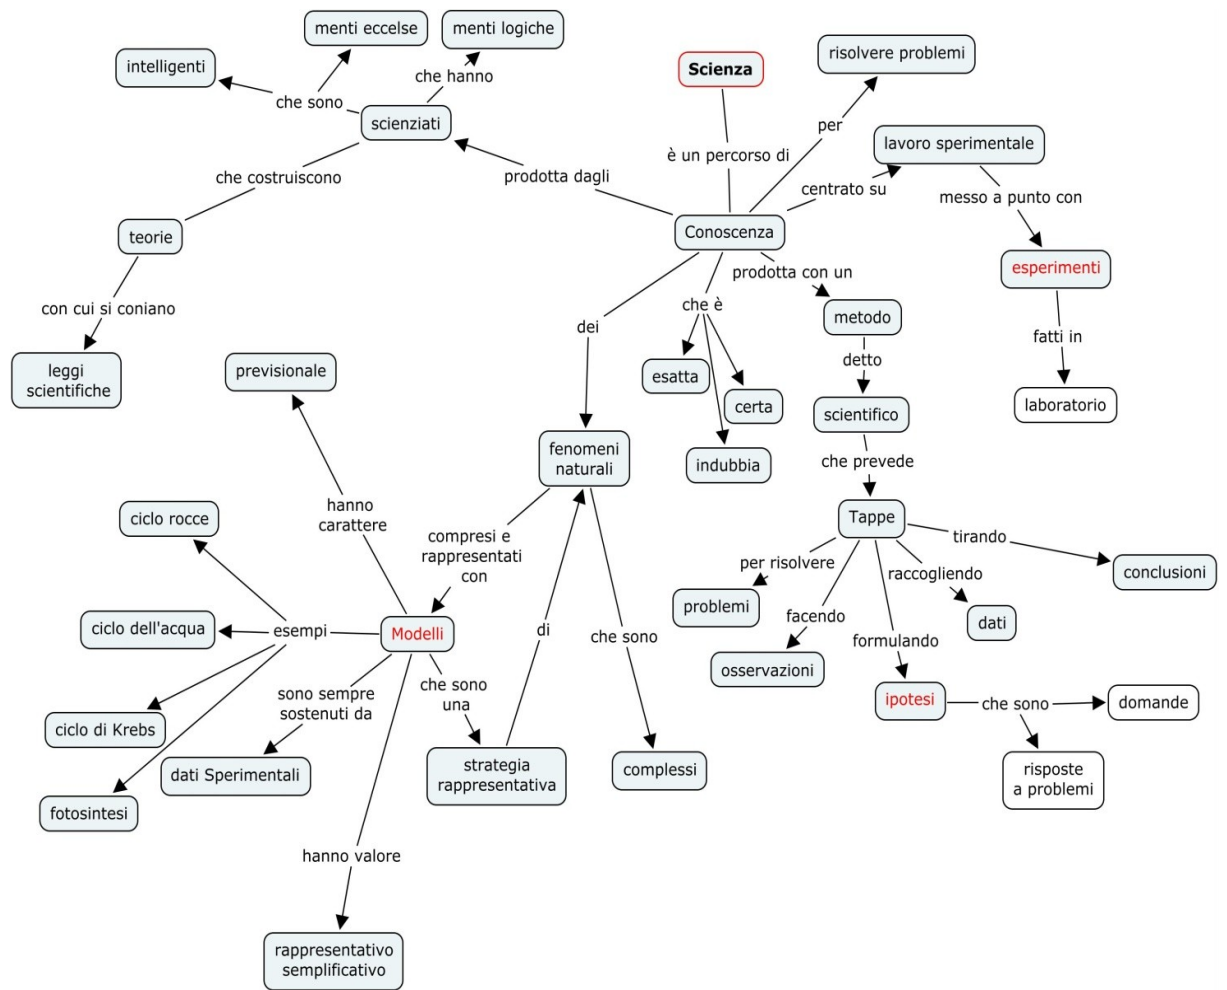 menti eccelse
menti logiche
risolvere problemi
intelligenti
Scienza
che hanno
che sono
scienziati
per
lavoro sperimentale
è un percorso di
che costruiscono
prodotta dagli
centrato su
messo a punto con
teorie
Conoscenza
esperimenti
prodotta con un
con cui si coniano
che è
metodo
dei
fatti in
detto
leggi
scientifiche
previsionale
esatta
certa
scientifico
laboratorio
fenomeni
naturali
indubbia
che prevede
hanno
carattere
ciclo rocce
Tappe
compresi e
rappresentati
con
tirando
per risolvere
raccogliendo
conclusioni
problemi
facendo
dati
ciclo dell'acqua
esempi
Modelli
di
che sono
formulando
osservazioni
che sono
una
sono sempre
sostenuti da
ipotesi
che sono
domande
ciclo di Krebs
dati Sperimentali
strategia
rappresentativa
complessi
risposte
a problemi
fotosintesi
hanno valore
rappresentativo
semplificativo